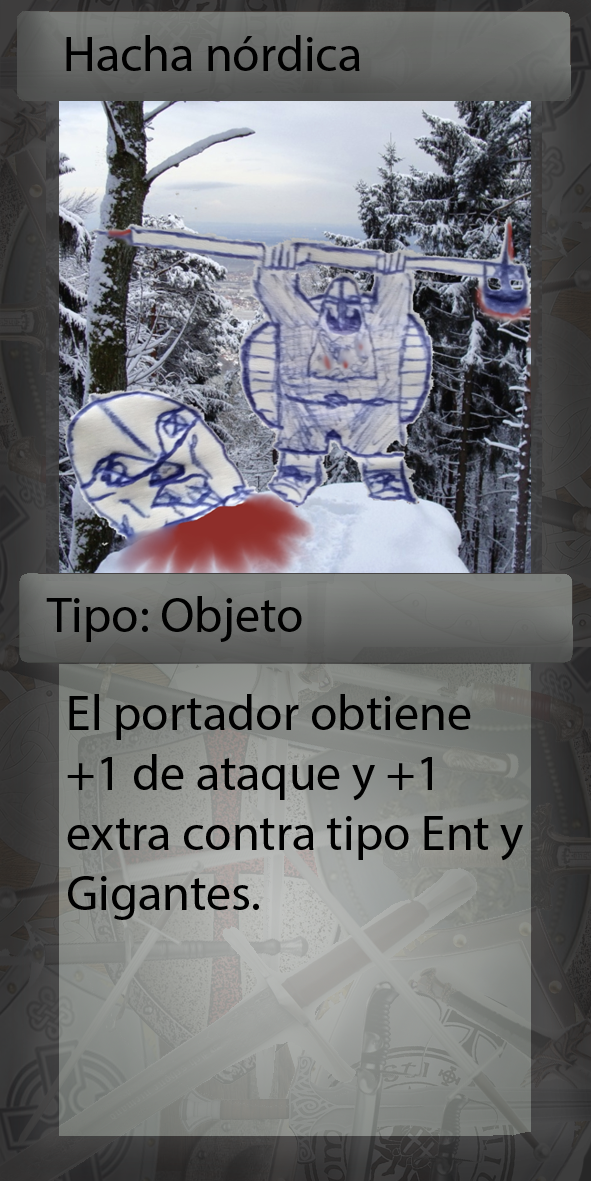 Hacha nórdica
Tipo: Objeto
El portador obtiene
+1 de ataque y +1
extra contra tipo Ent y
Gigantes.